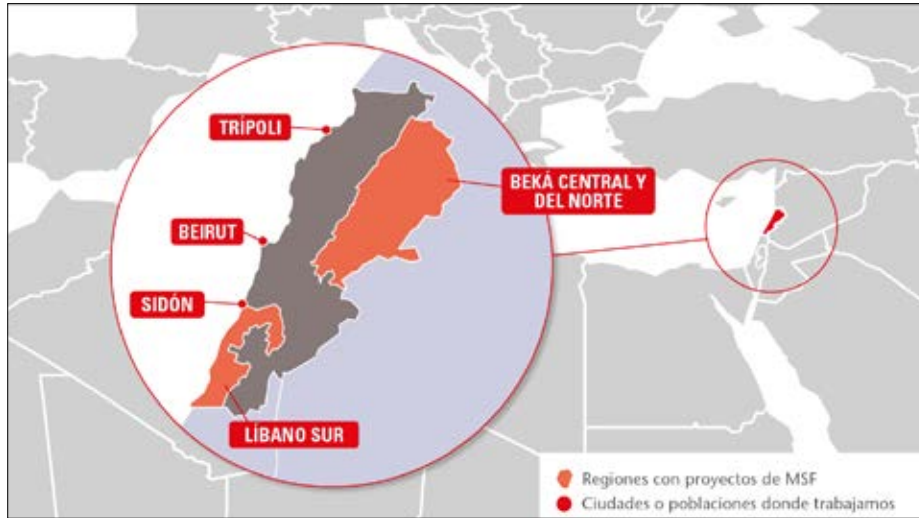 TRÍPOLI
BEKÁ CENTRAL Y
DEL NORTE
BEIRUT
SIDÓN
LÍBANO SUR
Regiones con proyectos de MSF
Ciudades o poblaciones donde trabajamos